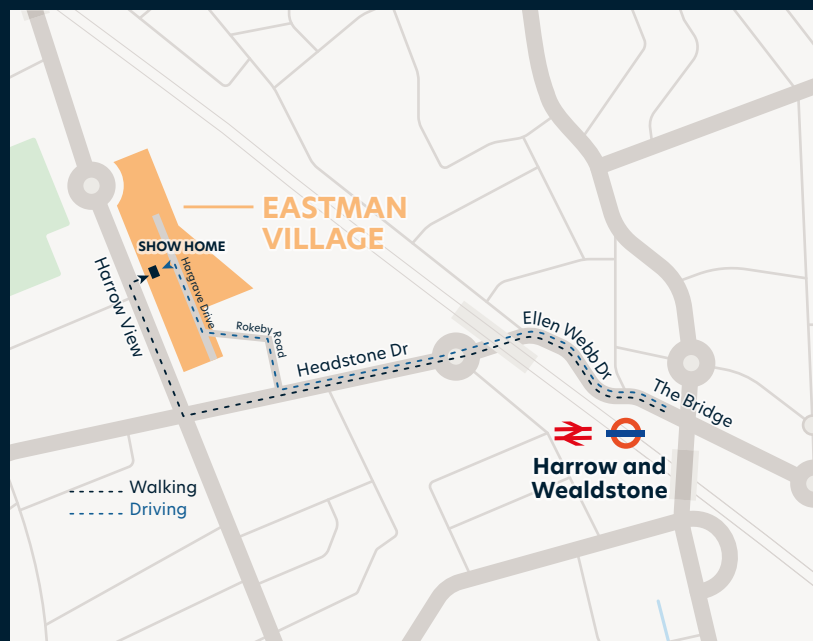 EASTMAN
VILLAGE
SHOW HOME
Hargrave Drive
Harrow View
Rokeby
Road
Headstone Dr
Ellen Webb Dr
The Bridge
Harrow and
Wealdstone
Walking
Driving